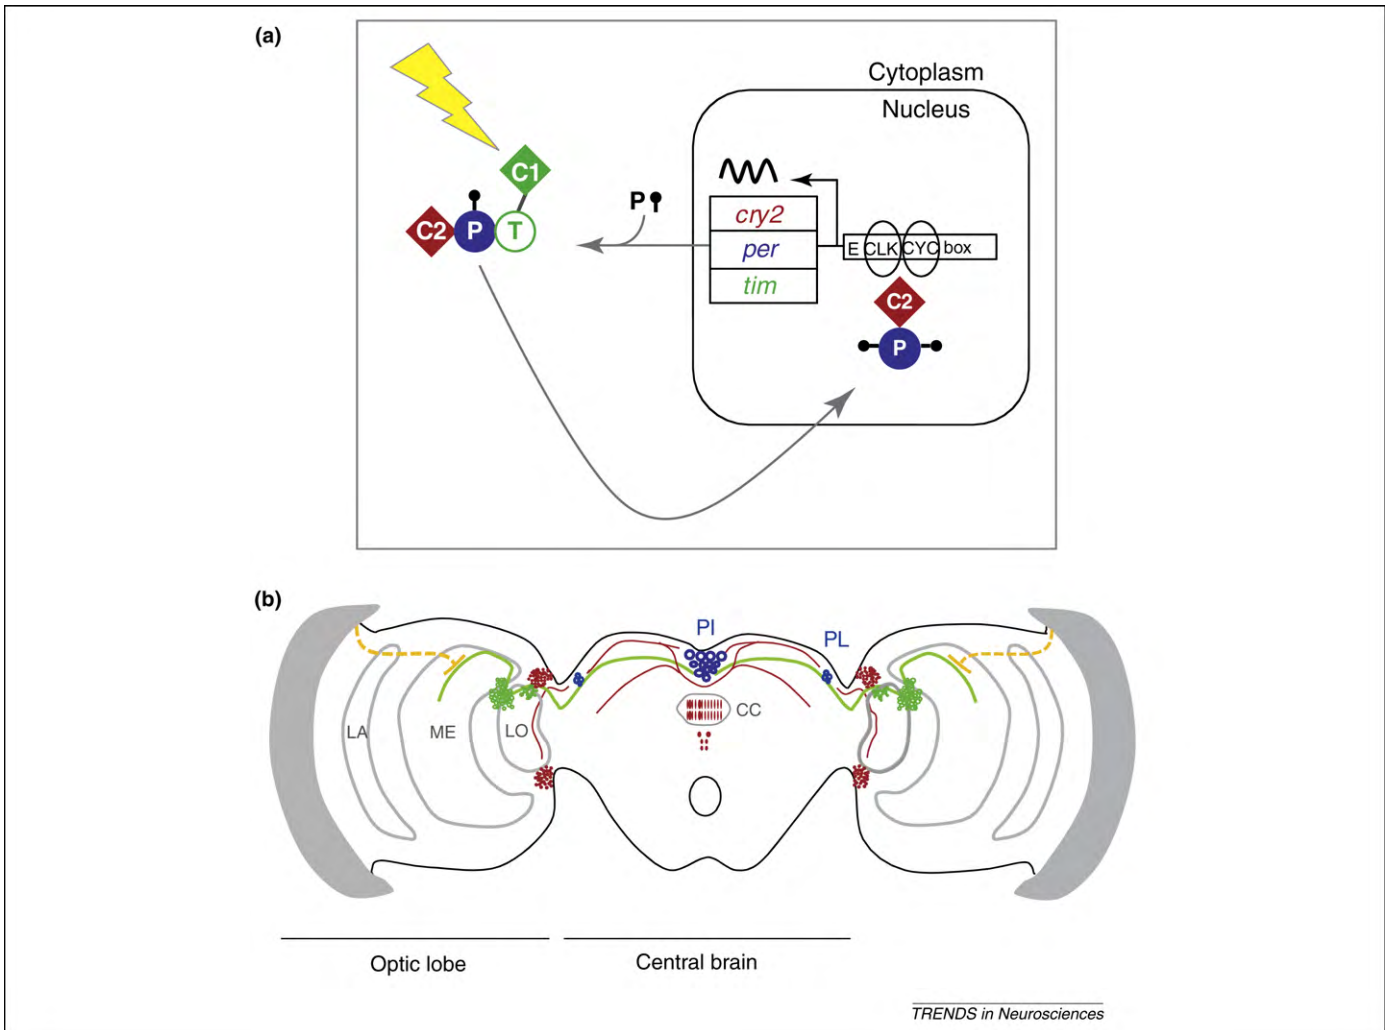 (a)
Cytoplasm
Nucleus
C1
C2 P T
P
cry2
per
tim
E CLK CYC box
C2
P
(b)
PI
PL
CC
LA
ME
LO
Optic lobe
Central brain
TRENDS in Neurosciences